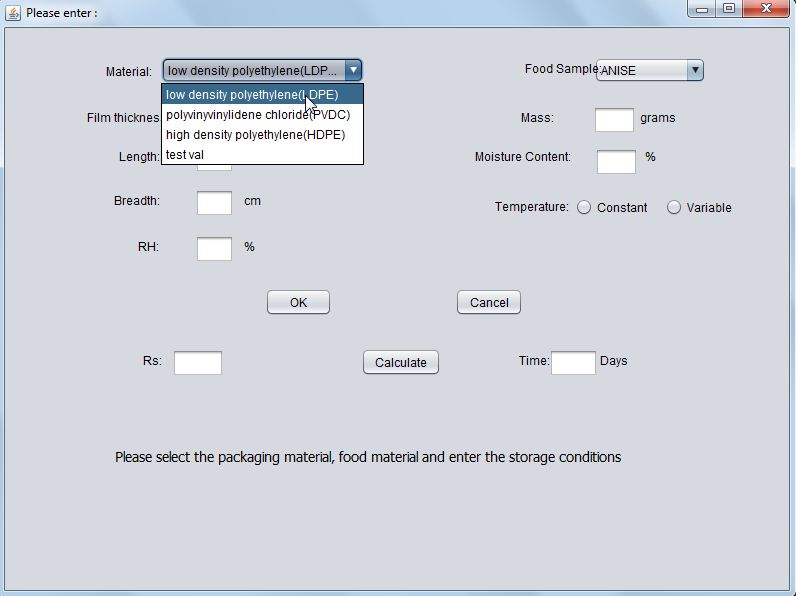 Please enter :
Material:
low density polyethylene(LDP...
Food Sample:
ANISE
low density polyethylene(LDPE)
polyvinyvinylidene chloride(PVDC)
high density polyethylene(HDPE)
test val
Film thicknes
Mass:
grams
Length:
Moisture Content:
%
Breadth:
cm
Temperature:
Constant
Variable
RH:
%
OK
Cancel
Rs:
Calculate
Time:
Days
Please select the packaging material, food material and enter the storage conditions